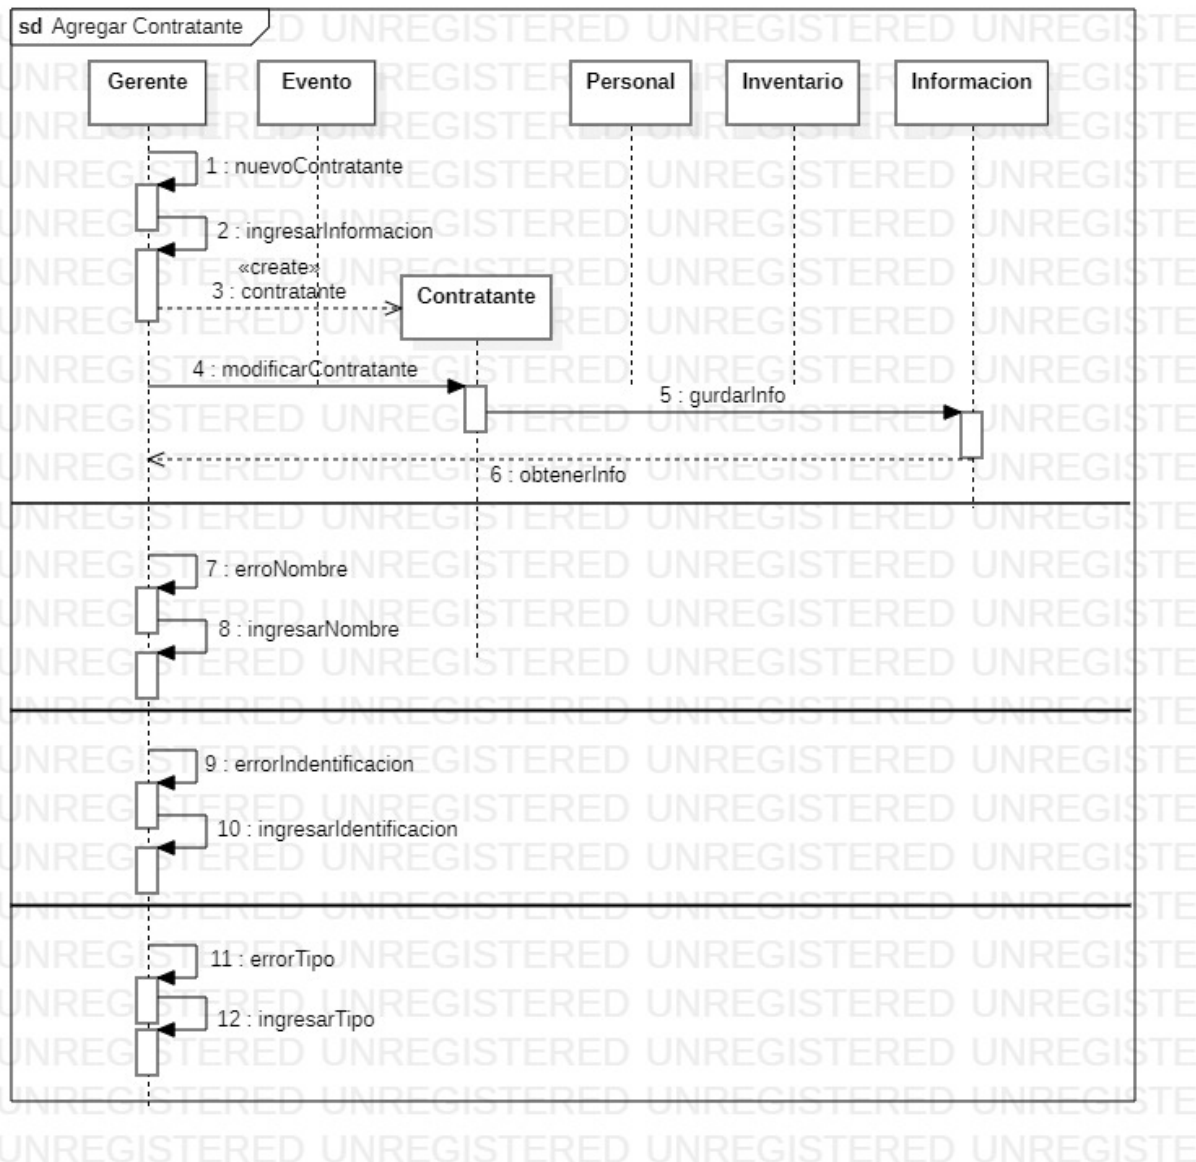 sd Agregar Contratante
Gerente
Evento
Personal
Inventario
Informacion
1 : nuevoContratante
2 : ingresarInformacion
«create»
3 : contratante
Contratante
4 : modificarContratante
5 : gurdarInfo
6 : obtenerInfo
7 : erroNombre
8 : ingresarNombre
9 : errorIndentificacion
10 : ingresarIdentificacion
11 : errorTipo
12 : ingresarTipo
UNREGISTERED